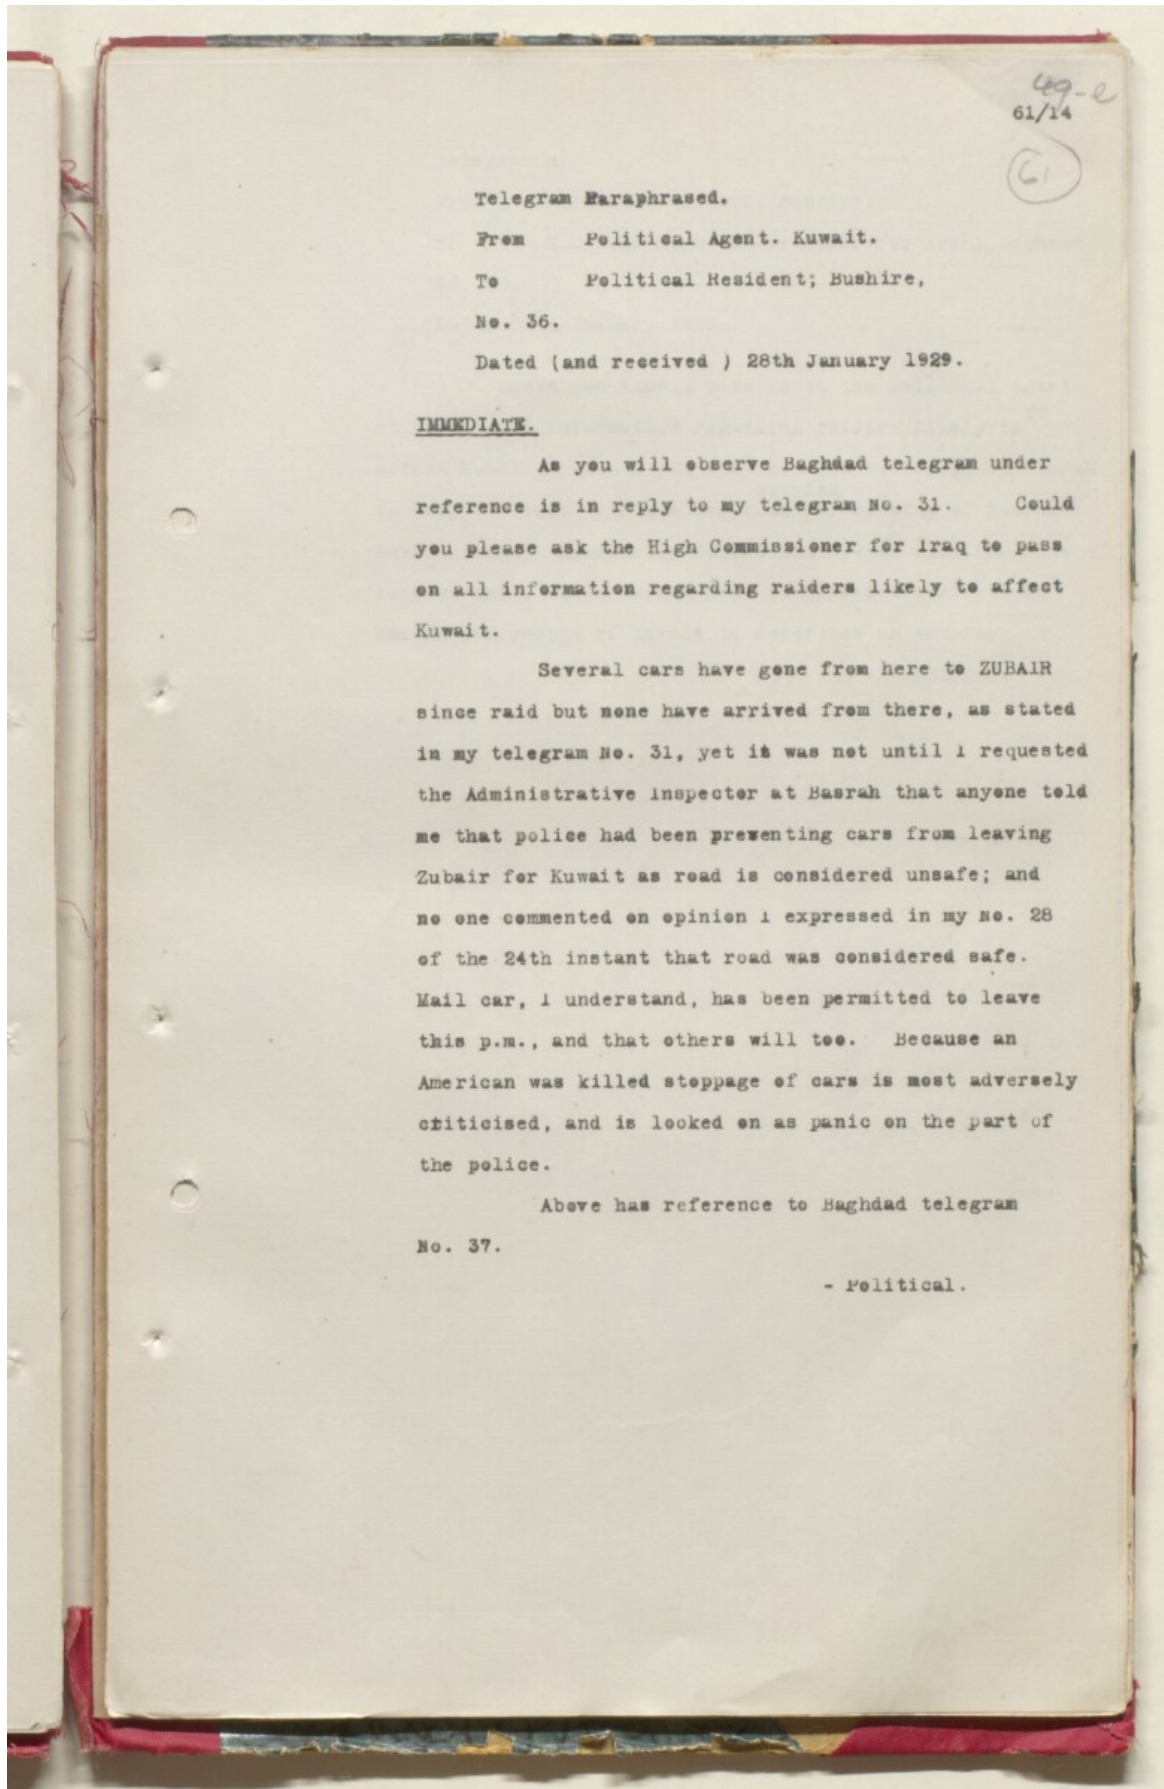 49-e
61/14
61
Telegram Paraphrased.
From Political Agent. Kuwait.
To Political Resident; Bushire,
No. 36.
Dated (and received ) 28th January 1929.
IMMEDIATE.
As you will observe Baghdad telegram under
reference is in reply to my telegram No. 31. Could
you please ask the High Commissioner for Iraq to pass
on all information regarding raiders likely to affect
Kuwait.
Several cars have gone from here to ZUBAIR
since raid but none have arrived from there, as stated
in my telegram No. 31, yet it was not until I requested
the Administrative Inspector at Basrah that anyone told
me that police had been preventing cars from leaving
Zubair for Kuwait as road is considered unsafe; and
no one commented on opinion I expressed in my No. 28
of the 24th instant that road was considered safe.
Mail car, I understand, has been permitted to leave
this p.m., and that others will too. Because an
American was killed stoppage of cars is most adversely
criticised, and is looked on as panic on the part of
the police.
Above has reference to Baghdad telegram
No. 37.
- Political.